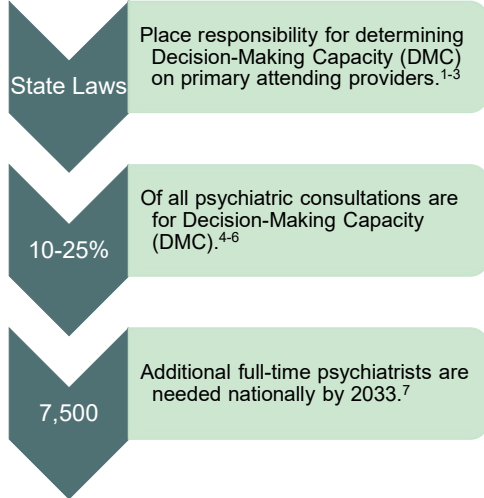 State Laws
Place responsibility for determining
Decision-Making Capacity (DMC)
on primary attending providers.¹⁻³
10-25%
Of all psychiatric consultations are
for Decision-Making Capacity
(DMC).⁴⁻⁶
7,500
Additional full-time psychiatrists are
needed nationally by 2033.⁷